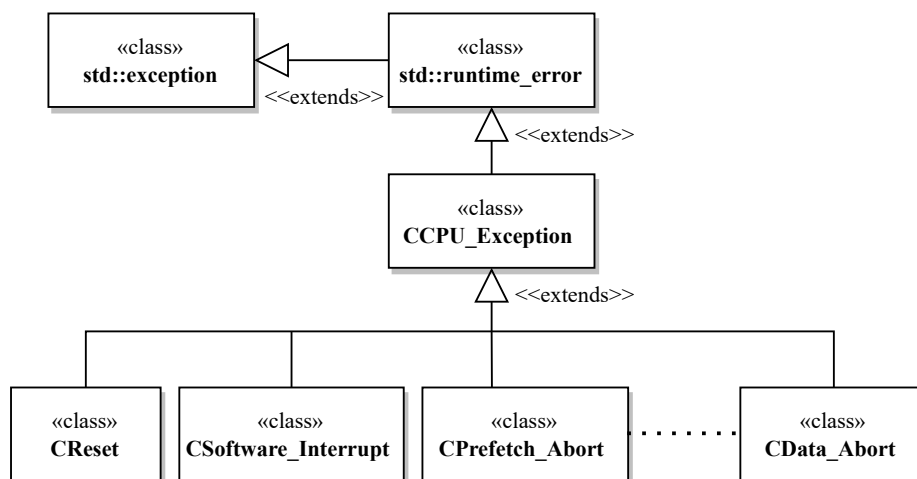 «class» «class»
std::exception std::runtime_error
<<extends>>
<<extends>>
«class»
CCPU_Exception
<<extends>>
«class» «class» «class» «class»
CReset CSoftware_Interrupt CPrefetch_Abort CData_Abort